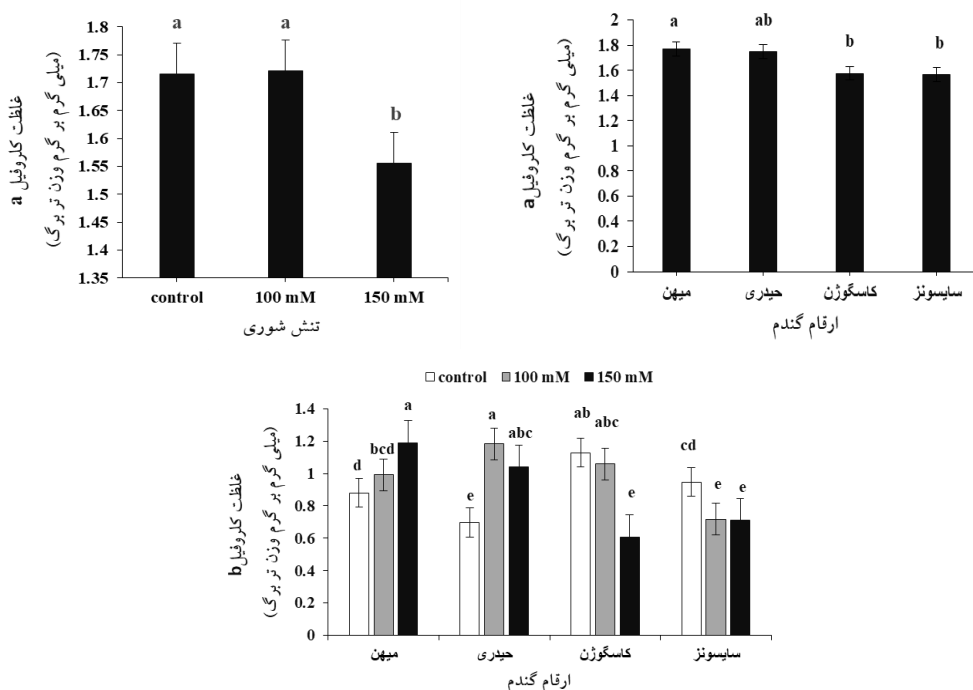 غلظت کلروفیل a
(میلی گرم بر گرم وزن تر برگ)
1.8
1.75
1.7
1.65
1.6
1.55
1.5
1.45
1.4
1.35
a
a
b
control 100 mM 150 mM
تنش شوری
غلظت کلروفیل a
(میلی گرم بر گرم وزن تر برگ)
2
1.8
1.6
1.4
1.2
1
0.8
0.6
0.4
0.2
0
a ab b b
میهن حیدری کاسگوژن سایسونز
ارقام گندم
control 100 mM 150 mM
غلظت کلروفیل b
(میلی گرم بر گرم وزن تر برگ)
1.4
1.2
1
0.8
0.6
0.4
0.2
0
d bcd a e a abc ab abc e cd e e
میهن حیدری کاسگوژن سایسونز
ارقام گندم